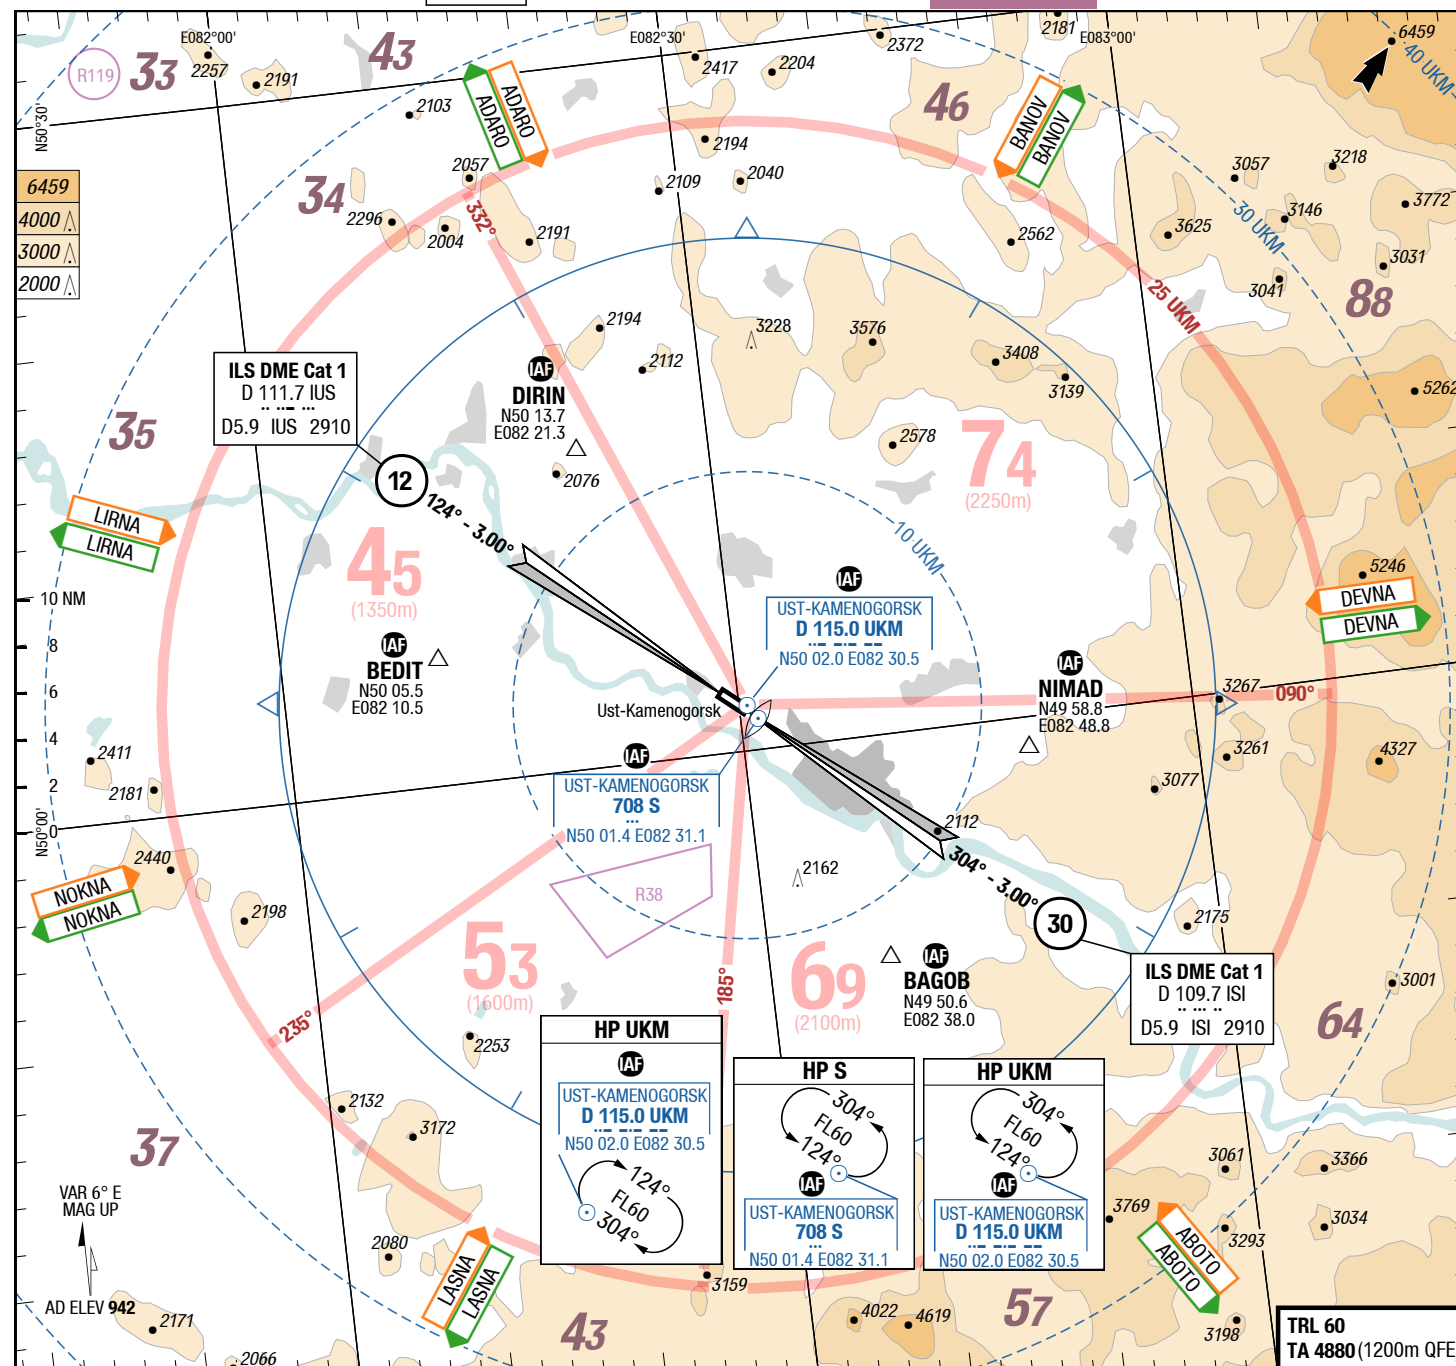 E082°00'
E082°30'
E083°00'
2181
6459
40 UKM
R119
33
43
2257
2191
2417
2204
2372
N50°30'
2103
ADARO
ADARO
46
BANOV
BANOV
2194
2057
2109
2040
3057
3218
6459
4000
3000
2000
34
2296
2004
332°
2191
2562
3625
3146
3772
30 UKM
3031
3041
88
25 UKM
2194
2112
3228
3576
3408
3139
5262
ILS DME Cat 1
D 111.7 IUS
D5.9 IUS 2910
IAF
DIRIN
N50 13.7
E082 21.3
35
2578
74
(2250m)
2076
12
124° - 3.00°
LIRNA
LIRNA
10 UKM
45
(1350m)
5246
DEVNA
DEVNA
10 NM
8
6
4
2
0
IAF
UST-KAMENOGORSK
D 115.0 UKM
N50 02.0 E082 30.5
IAF
BEDIT
N50 05.5
E082 10.5
IAF
NIMAD
N49 58.8
E082 48.8
3267
090°
Ust-Kamenogorsk
3261
4327
3077
2411
2181
N50°00'
IAF
UST-KAMENOGORSK
708 S
N50 01.4 E082 31.1
2112
2440
2162
304° - 3.00°
30
R38
NOKNA
NOKNA
2198
2175
53
(1600m)
185°
69
(2100m)
IAF
BAGOB
N49 50.6
E082 38.0
ILS DME Cat 1
D 109.7 ISI
D5.9 ISI 2910
3001
64
235°
2253
HP UKM
IAF
UST-KAMENOGORSK
D 115.0 UKM
N50 02.0 E082 30.5
124°
FL60
304°
HP S
304°
FL60
124°
IAF
UST-KAMENOGORSK
708 S
N50 01.4 E082 31.1
HP UKM
304°
FL60
124°
IAF
UST-KAMENOGORSK
D 115.0 UKM
N50 02.0 E082 30.5
2132
3172
37
3061
3366
3769
3034
3293
ABOTO
ABOTO
VAR 6° E
MAG UP
AD ELEV 942
2080
LASNA
LASNA
3159
2171
2066
43
4022
4619
57
3198
TRL 60
TA 4880 (1200m QFE